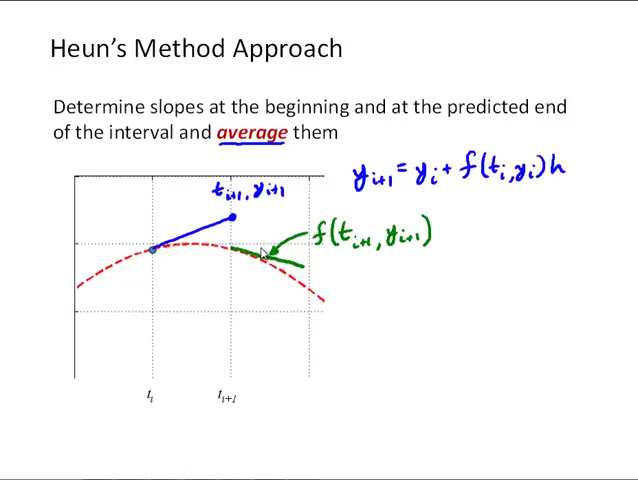 Heun's Method Approach
Determine slopes at the beginning and at the predicted end
of the interval and average them
y_{i+1} = y_i + f(t_i, y_i)h
t_{i+1}, y_{i+1}
f(t_{i+1}, y_{i+1})
t_i t_{i+1}